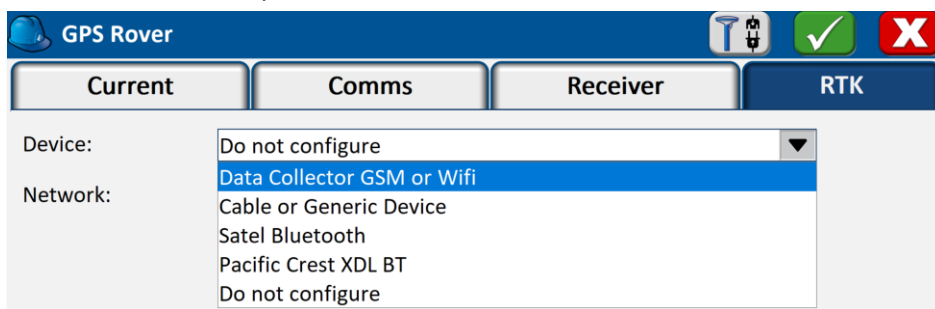 GPS Rover
Current Comms Receiver RTK
Device: Do not configure
Data Collector GSM or Wifi
Network:
Cable or Generic Device
Satel Bluetooth
Pacific Crest XDL BT
Do not configure